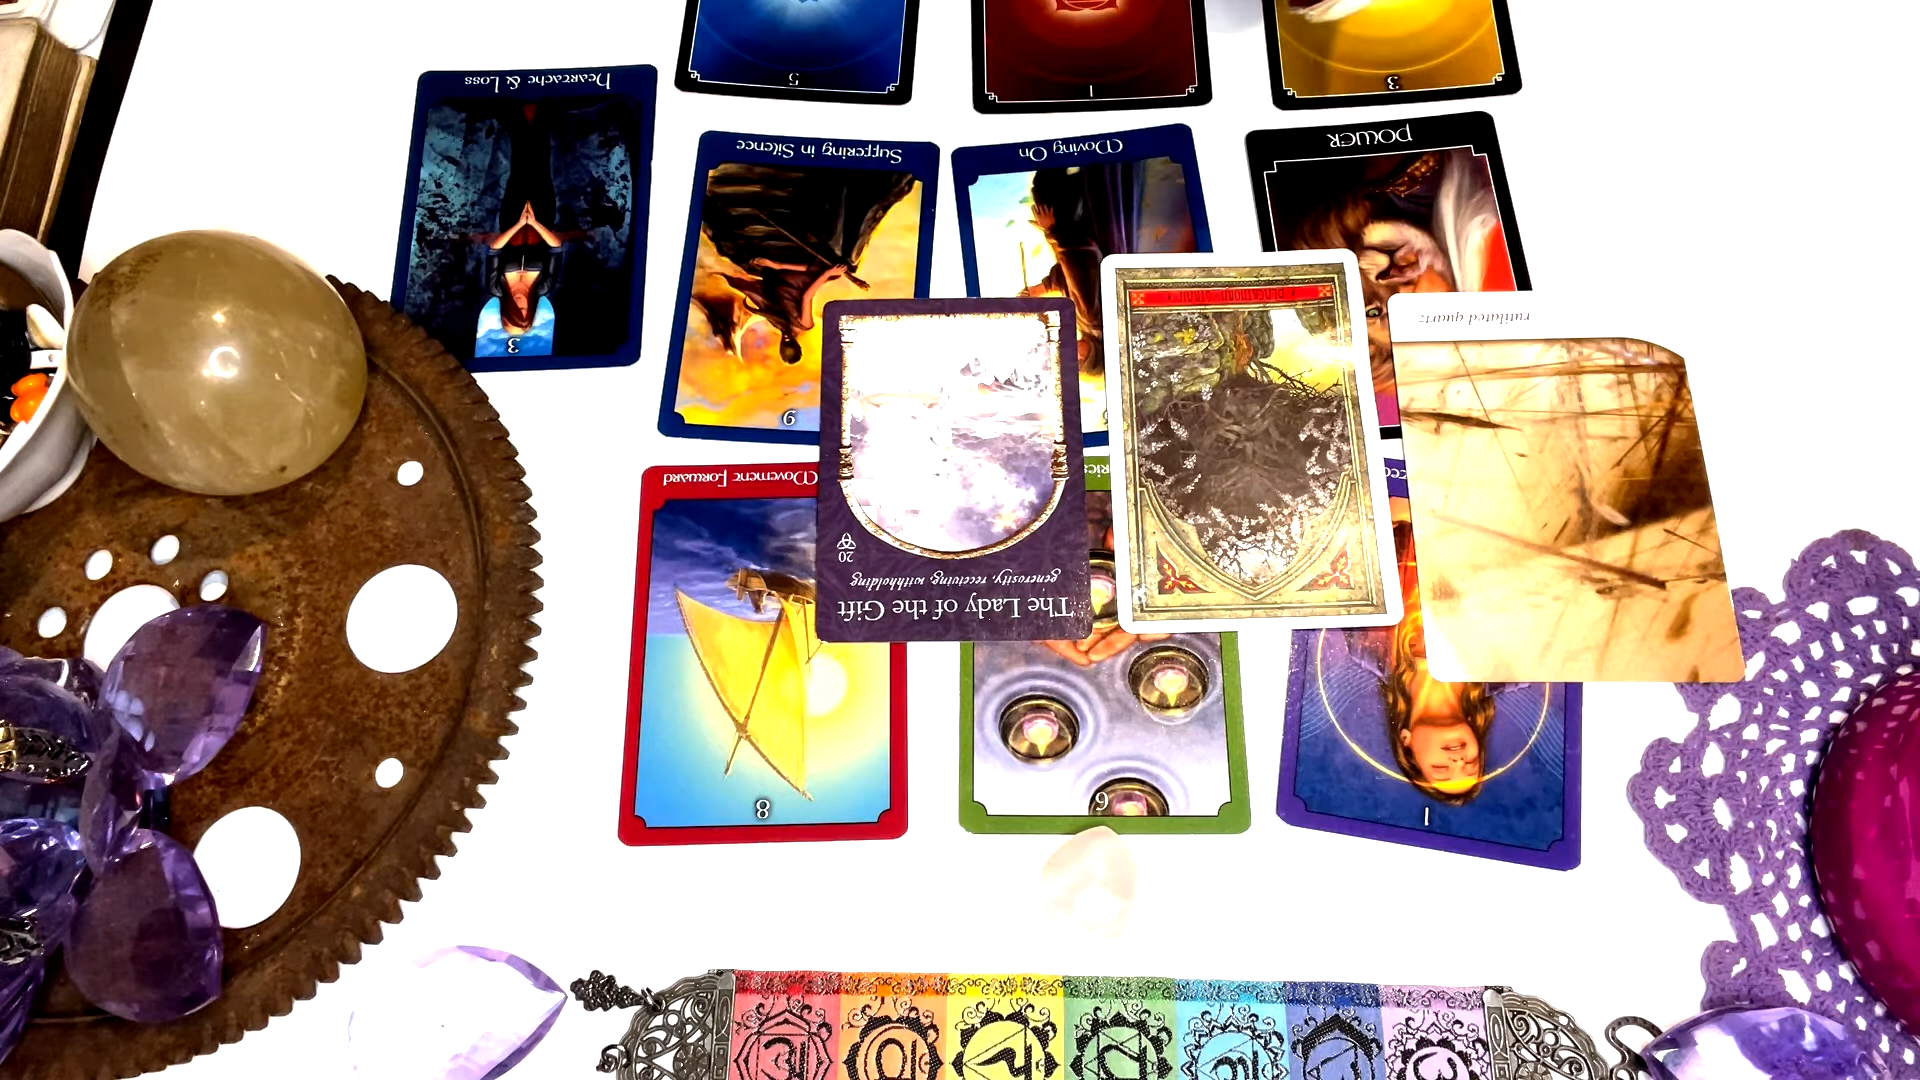 5
1
3
Heartache & Loss
3
Suffering in Silence
9
Moving On
POWER
rutilated quartz
Movement Forward
8
20
generosity, receiving, withholding
The Lady of the Gift
6
1